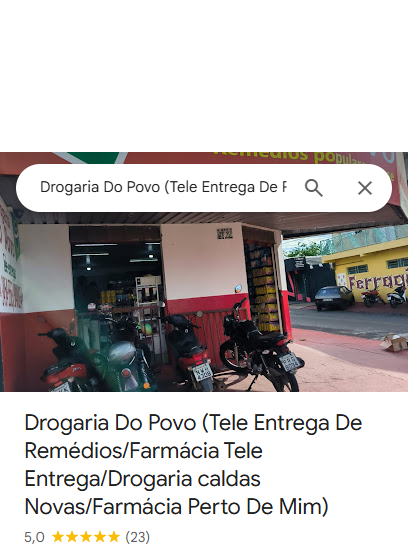 Remédios populares
Drogaria Do Povo (Tele Entrega De F
Ferrag
Drogaria Do Povo (Tele Entrega De
Remédios/Farmácia Tele
Entrega/Drogaria caldas
Novas/Farmácia Perto De Mim)
5,0 ★★★★★ (23)